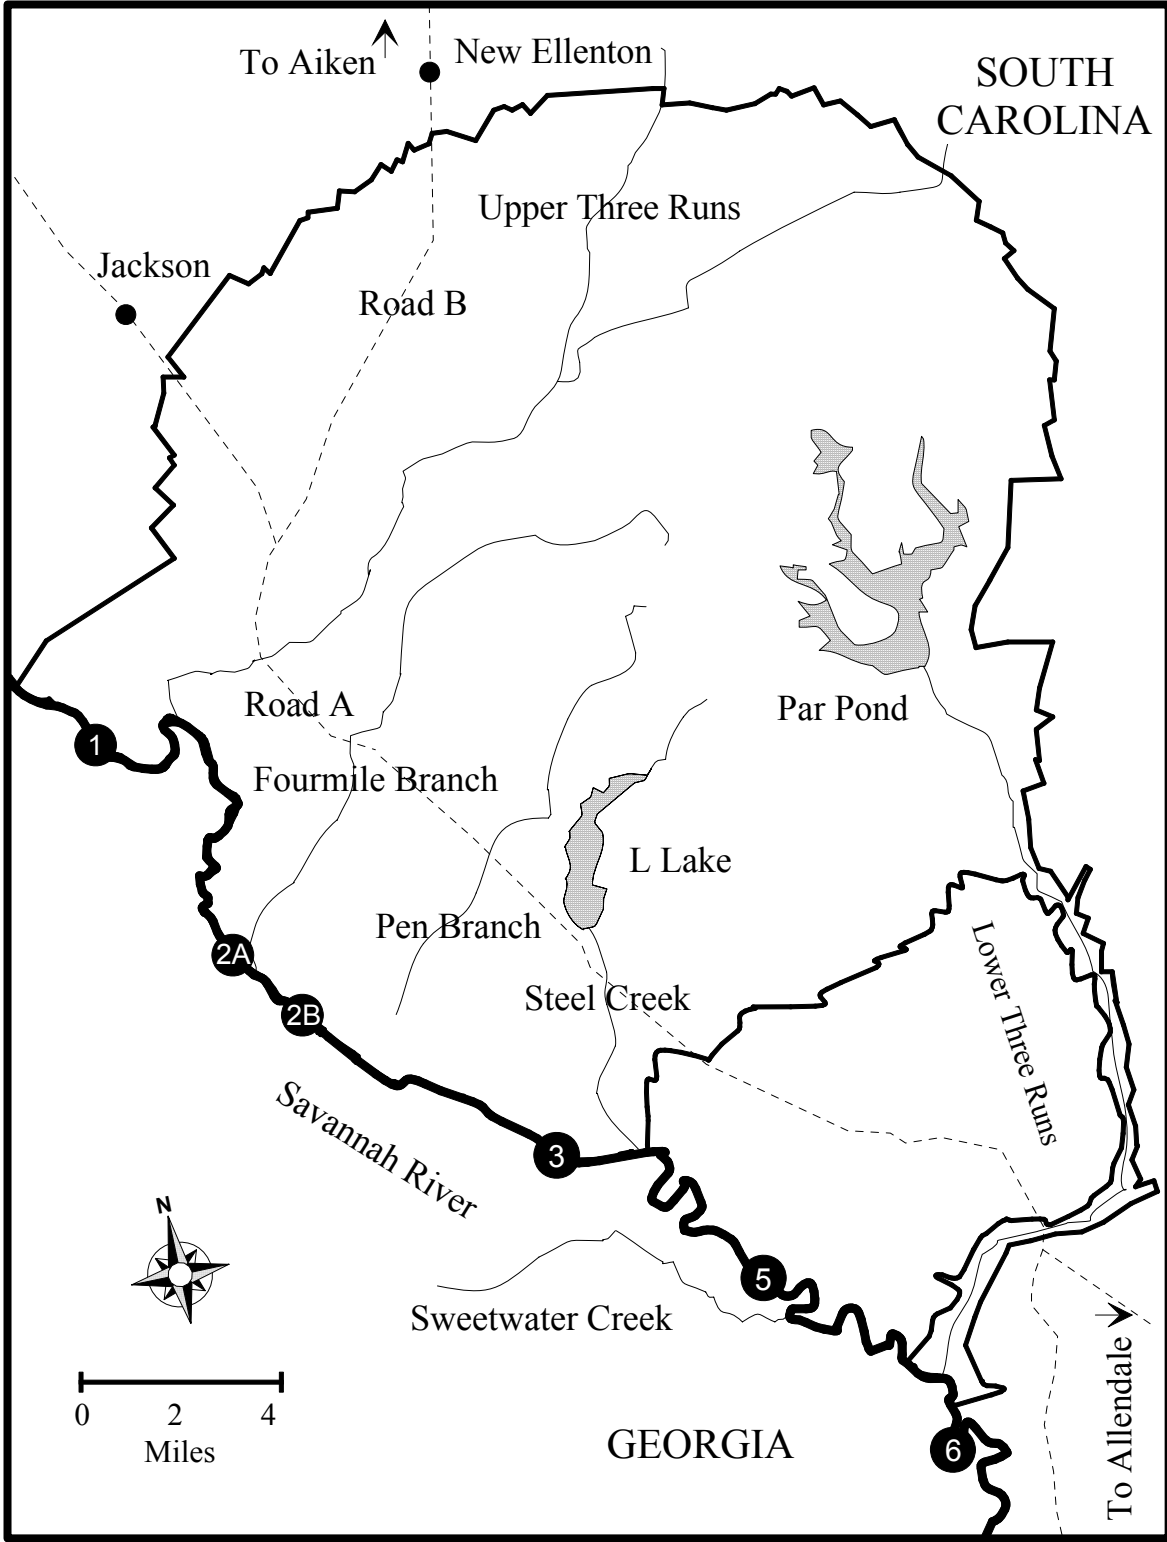 To Aiken
New Ellenton
SOUTH
CAROLINA
Upper Three Runs
Jackson
Road B
Road A
Par Pond
1
Fourmile Branch
L Lake
Pen Branch
Lower Three Runs
2A
Steel Creek
2B
Savannah River
3
N
5
Sweetwater Creek
To Allendale
0 2 4
Miles
GEORGIA
6